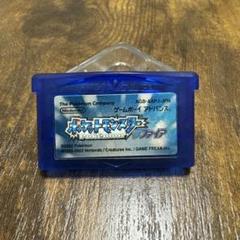 The Pokémon Company
Nintendo
ゲームボーイ アドバンス
ポケットモンスター
サファイア
©2002 Pokémon
©1995-2002 Nintendo / Creatures inc. / GAME FREAK inc.